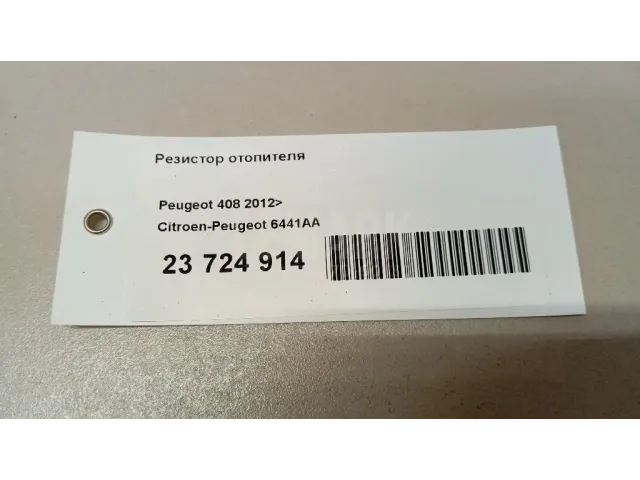 Резистор отопителя
Peugeot 408 2012>
Citroen-Peugeot 6441AA
23 724 914